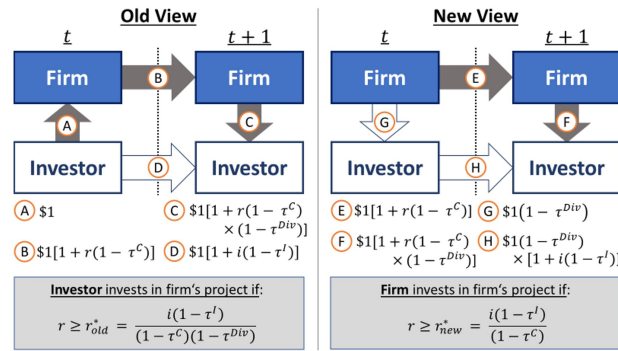 Old View
t
t + 1
Firm
B
Firm
A
C
Investor
D
Investor
A $1
C $1[1 + r(1 − τ^C)
× (1 − τ^Div)]
B $1[1 + r(1 − τ^C)]
D $1[1 + i(1 − τ^I)]
Investor invests in firm's project if:
r ≥ r*_old = i(1 − τ^I) / (1 − τ^C)(1 − τ^Div)
New View
t
t + 1
Firm
E
Firm
G
F
Investor
H
Investor
E $1[1 + r(1 − τ^C)]
G $1(1 − τ^Div)
F $1[1 + r(1 − τ^C)
× (1 − τ^Div)]
H $1(1 − τ^Div)
× [1 + i(1 − τ^I)]
Firm invests in firm's project if:
r ≥ r*_new = i(1 − τ^I) / (1 − τ^C)